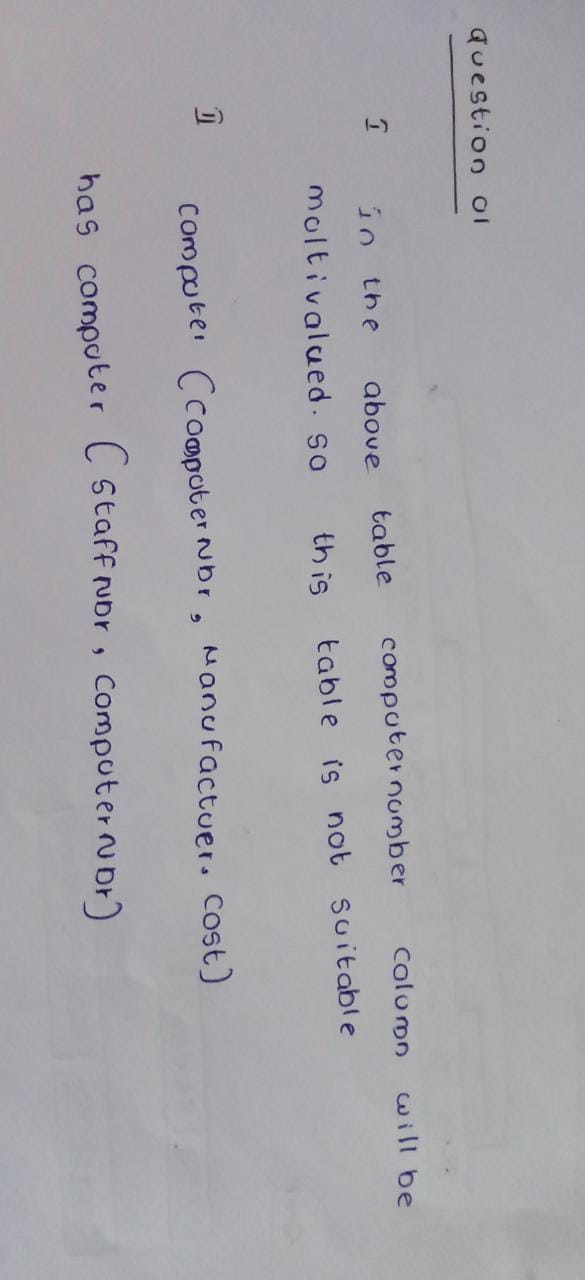 Question 01
I in the above table computernumber column will be
multivalued. so this table is not suitable
II computer (computerNbr, Manufactuer. Cost)
has computer (StaffNbr, ComputerNbr)